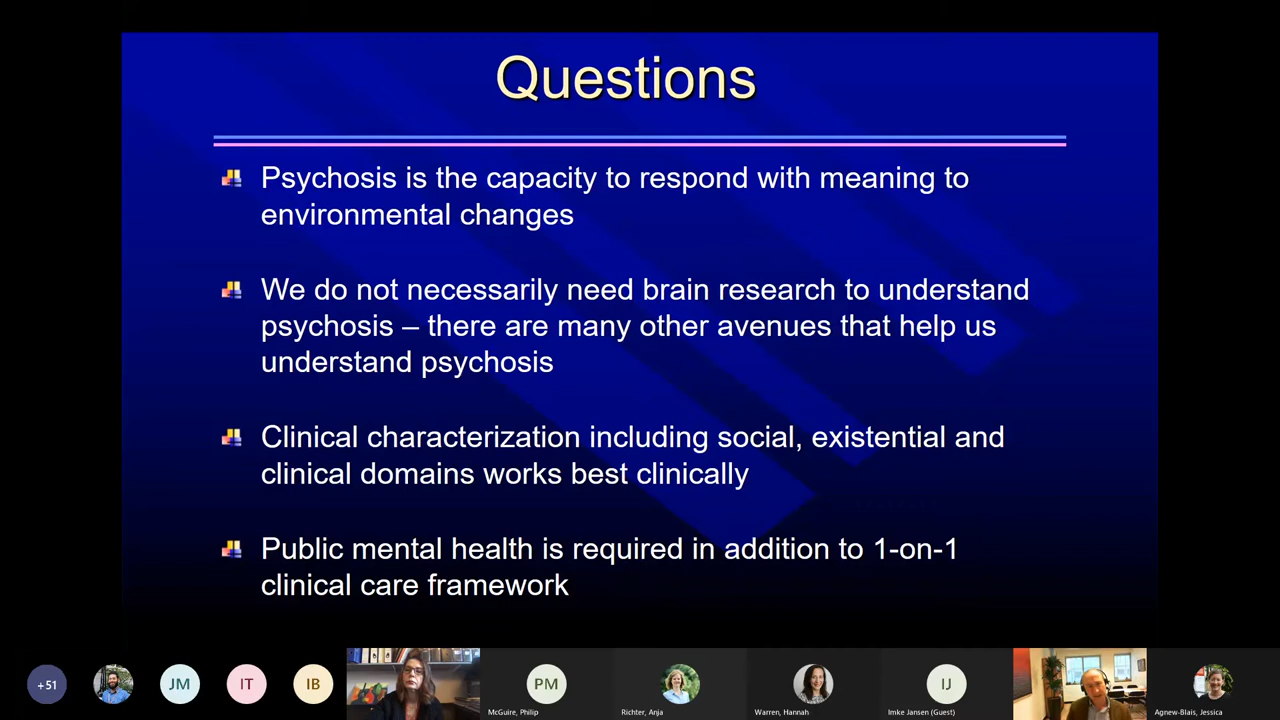 Questions
Psychosis is the capacity to respond with meaning to
environmental changes
We do not necessarily need brain research to understand
psychosis – there are many other avenues that help us
understand psychosis
Clinical characterization including social, existential and
clinical domains works best clinically
Public mental health is required in addition to 1-on-1
clinical care framework
+51
JM
IT
IB
PM
IJ
McGuire, Philip
Richter, Anja
Warren, Hannah
Imke Jansen (Guest)
Agnew-Blais, Jessica